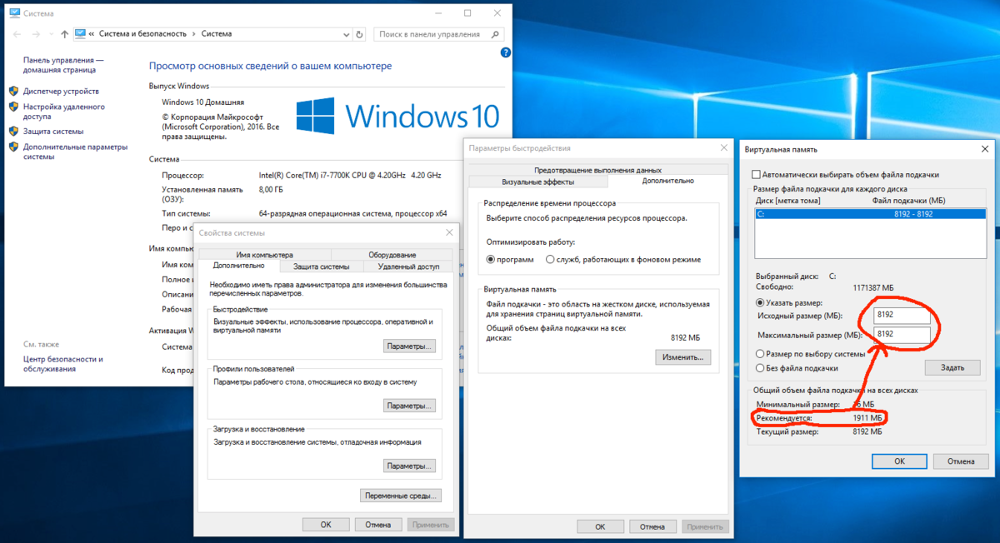 Система
« Система и безопасность › Система
Поиск в панели управления
Панель управления —
домашняя страница
Диспетчер устройств
Настройка удаленного
доступа
Защита системы
Дополнительные параметры
системы
См. также
Центр безопасности и
обслуживания
Просмотр основных сведений о вашем компьютере
Выпуск Windows
Windows 10 Домашняя
© Корпорация Майкрософт
(Microsoft Corporation), 2016. Все
права защищены.
Windows 10
Система
Процессор: Intel(R) Core(TM) i7-7700K CPU @ 4.20GHz 4.20 GHz
Установленная память
(ОЗУ): 8,00 ГБ
Тип системы: 64-разрядная операционная система, процессор x64
Перо и с
Имя компью
Имя ком
Полное и
Описани
Рабочая
Активация W
Система
Код прод
Свойства системы
Имя компьютера
Оборудование
Дополнительно
Защита системы
Удаленный доступ
Необходимо иметь права администратора для изменения большинства
перечисленных параметров.
Быстродействие
Визуальные эффекты, использование процессора, оперативной и
виртуальной памяти
Параметры...
Профили пользователей
Параметры рабочего стола, относящиеся ко входу в систему
Параметры...
Загрузка и восстановление
Загрузка и восстановление системы, отладочная информация
Параметры...
Переменные среды...
ОК
Отмена
Применить
Параметры быстродействия
Предотвращение выполнения данных
Визуальные эффекты
Дополнительно
Распределение времени процессора
Выберите способ распределения ресурсов процессора.
Оптимизировать работу:
программ
служб, работающих в фоновом режиме
Виртуальная память
Файл подкачки - это область на жестком диске, используемая
для хранения страниц виртуальной памяти.
Общий объем файла подкачки на всех
дисках: 8192 МБ
Изменить...
ОК
Отмена
Применить
Виртуальная память
Автоматически выбирать объем файла подкачки
Размер файла подкачки для каждого диска
Диск [метка тома] Файл подкачки (МБ)
C: 8192 - 8192
Выбранный диск: C:
Свободно: 1171387 МБ
Указать размер:
Исходный размер (МБ): 8192
Максимальный размер (МБ): 8192
Размер по выбору системы
Без файла подкачки
Задать
Общий объем файла подкачки на всех дисках
Минимальный размер: 16 МБ
Рекомендуется: 1911 МБ
Текущий размер: 8192 МБ
ОК
Отмена